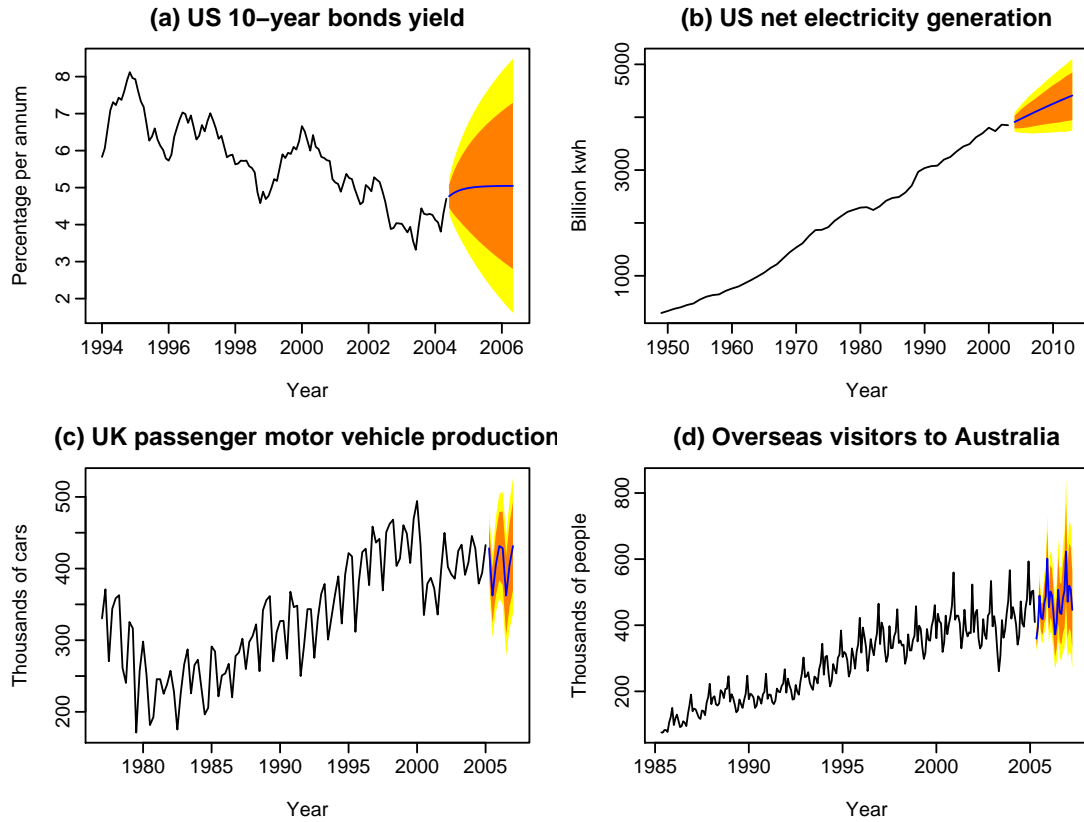 (a) US 10−year bonds yield
Percentage per annum
8
7
6
5
4
3
2
1994 1996 1998 2000 2002 2004 2006
Year
(b) US net electricity generation
Billion kwh
5000
3000
1000
1950 1960 1970 1980 1990 2000 2010
Year
(c) UK passenger motor vehicle production
Thousands of cars
500
400
300
200
1980 1985 1990 1995 2000 2005
Year
(d) Overseas visitors to Australia
Thousands of people
800
600
400
200
1985 1990 1995 2000 2005
Year